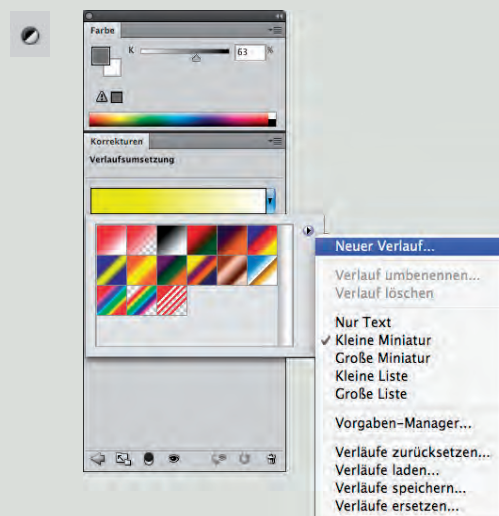 Farbe
K 63 %
Korrekturen
Verlaufsumsetzung
Neuer Verlauf...
Verlauf umbenennen...
Verlauf löschen
Nur Text
Kleine Miniatur
Große Miniatur
Kleine Liste
Große Liste
Vorgaben-Manager...
Verläufe zurücksetzen...
Verläufe laden...
Verläufe speichern...
Verläufe ersetzen...